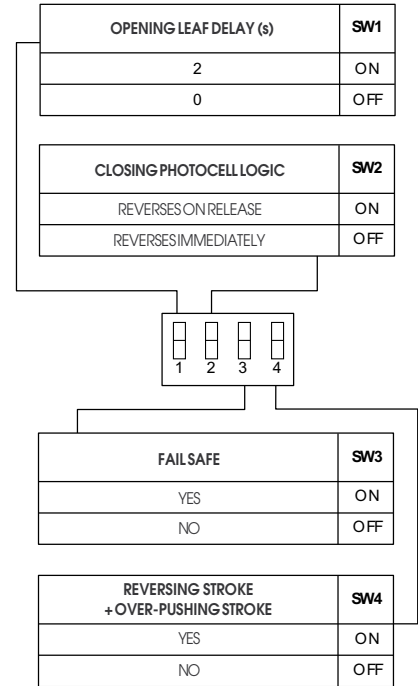 OPENING LEAF DELAY (s) SW1
2 ON
0 OFF
CLOSING PHOTOCELL LOGIC SW2
REVERSES ON RELEASE ON
REVERSES IMMEDIATELY OFF
1 2 3 4
FAIL SAFE SW3
YES ON
NO OFF
REVERSING STROKE
+ OVER-PUSHING STROKE SW4
YES ON
NO OFF